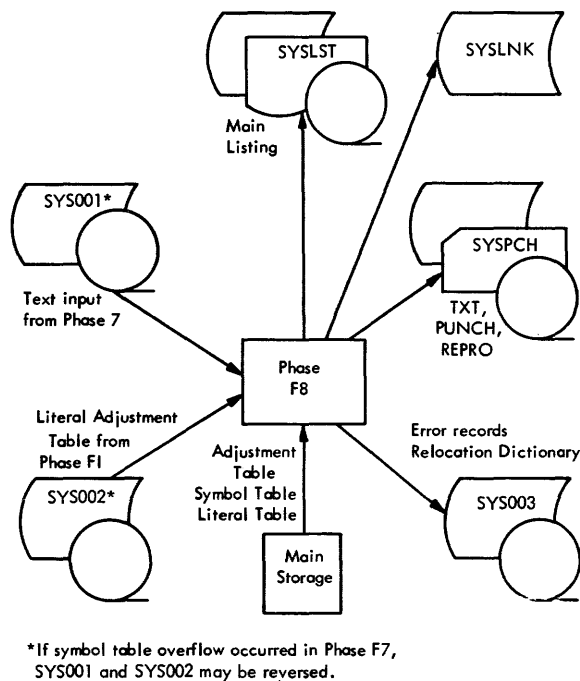 SYSLST
SYSLNK
Main
Listing
SYS001*
SYSPCH
Text input
from Phase 7
TXT,
PUNCH,
REPRO
Phase
F8
Literal Adjustment
Table from
Phase F1
Adjustment
Table
Symbol Table
Literal Table
Error records
Relocation Dictionary
SYS002*
SYS003
Main
Storage
*If symbol table overflow occurred in Phase F7,
SYS001 and SYS002 may be reversed.